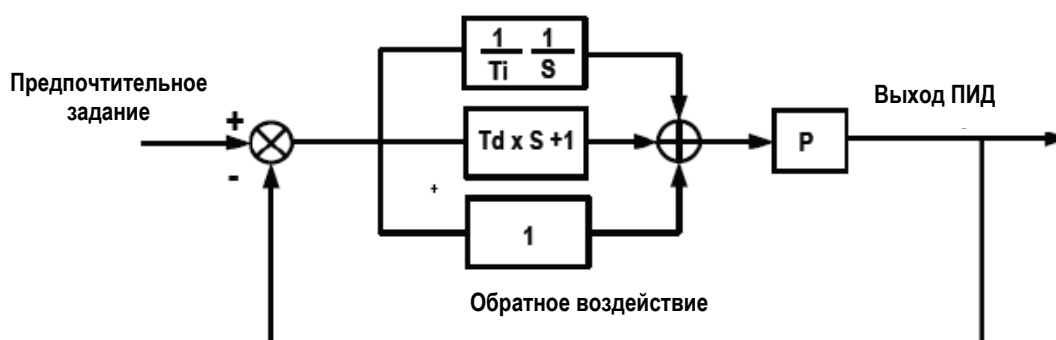 Предпочтительное
задание
+
-
1 1
Ti S
Td x S +1
+
1
P
Выход ПИД
Обратное воздействие